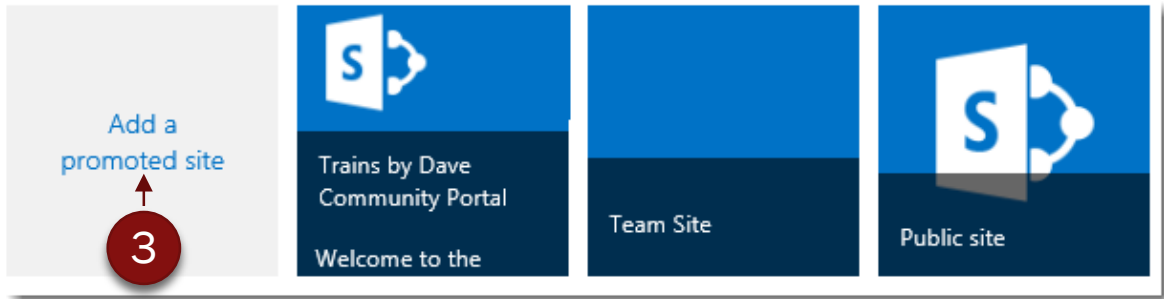 Add a
promoted site
3
S
Trains by Dave
Community Portal
Welcome to the
Team Site
S
Public site